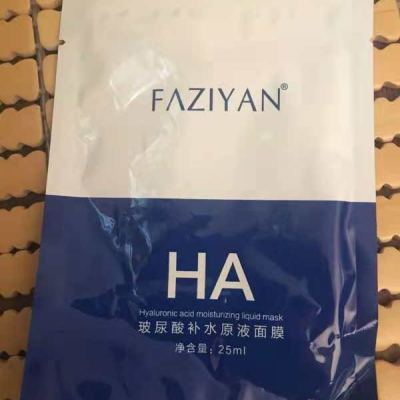 FAZIYAN®
HA
Hyaluronic acid moisturizing liquid mask
玻尿酸补水原液面膜
净含量：25ml